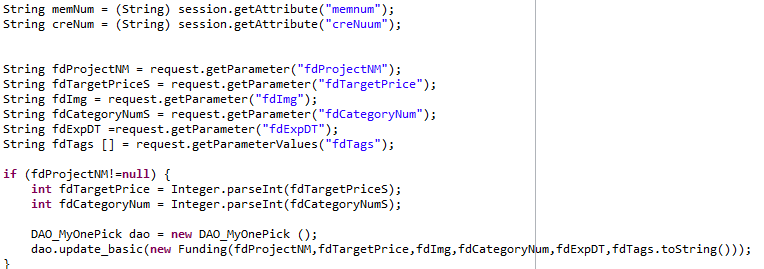 String memNum = (String) session.getAttribute("memnum");
String creNum = (String) session.getAttribute("creNuum");
String fdProjectNM = request.getParameter("fdProjectNM");
String fdTargetPriceS = request.getParameter("fdTargetPrice");
String fdImg = request.getParameter("fdImg");
String fdCategoryNumS = request.getParameter("fdCategoryNum");
String fdExpDT =request.getParameter("fdExpDT");
String fdTags [] = request.getParameterValues("fdTags");
if (fdProjectNM!=null) {
int fdTargetPrice = Integer.parseInt(fdTargetPriceS);
int fdCategoryNum = Integer.parseInt(fdCategoryNumS);
DAO_MyOnePick dao = new DAO_MyOnePick ();
dao.update_basic(new Funding(fdProjectNM,fdTargetPrice,fdImg,fdCategoryNum,fdExpDT,fdTags.toString()));
}